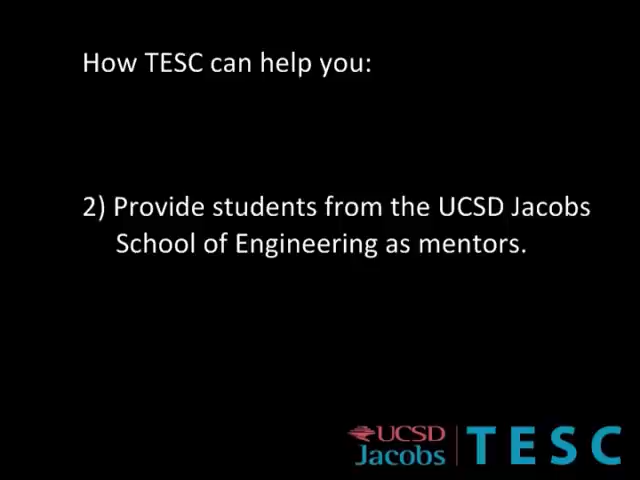 How TESC can help you:
2) Provide students from the UCSD Jacobs
School of Engineering as mentors.
UCSD
Jacobs
TESC